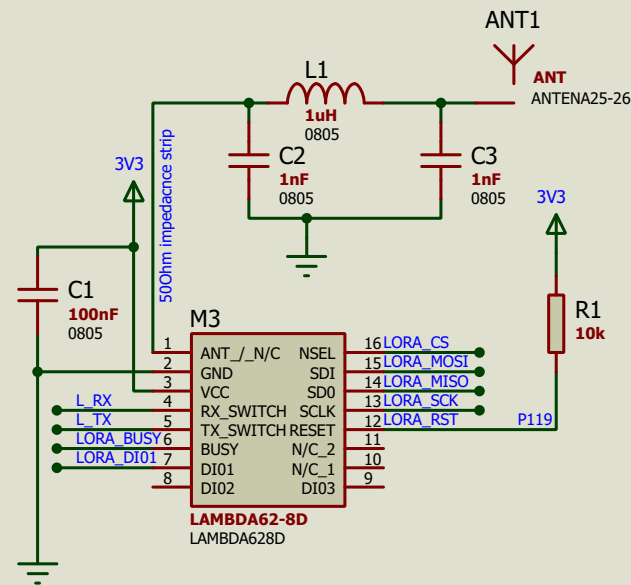 ANT1
ANT
ANTENA25-26
L1
1uH
0805
C2
1nF
0805
C3
1nF
0805
3V3
50Ohm impedacnce strip
3V3
C1
100nF
0805
R1
10k
M3
1 ANT_/_N/C NSEL 16 LORA_CS
2 GND SDI 15 LORA_MOSI
3 VCC SD0 14 LORA_MISO
L_RX 4 RX_SWITCH SCLK 13 LORA_SCK
L_TX 5 TX_SWITCH RESET 12 LORA_RST P119
LORA_BUSY 6 BUSY N/C_2 11
LORA_DI01 7 DI01 N/C_1 10
8 DI02 DI03 9
LAMBDA62-8D
LAMBDA628D